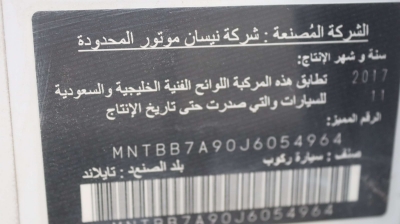 الشركة المُصنعة : شركة نيسان موتور المحدودة
سنة و شهر الإنتاج:
2017 تطابق هذه المركبة اللوائح الفنية الخليجية والسعودية
11 للسيارات والتي صدرت حتى تاريخ الإنتاج
الرقم المميز:
MNTBB7A90J6054964
صنف : سيارة ركوب بلد الصنع: تايلاند
MNTBB7A90J6054964